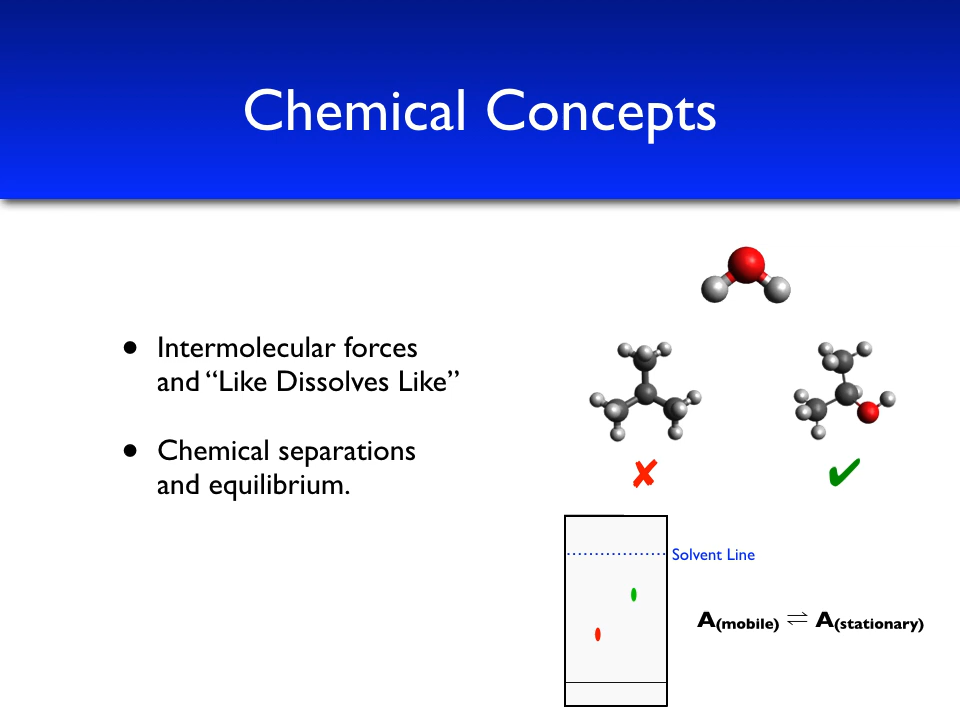 Chemical Concepts
• Intermolecular forces
and “Like Dissolves Like”
• Chemical separations
and equilibrium.
✘ ✔
Solvent Line
A(mobile) ⇌ A(stationary)